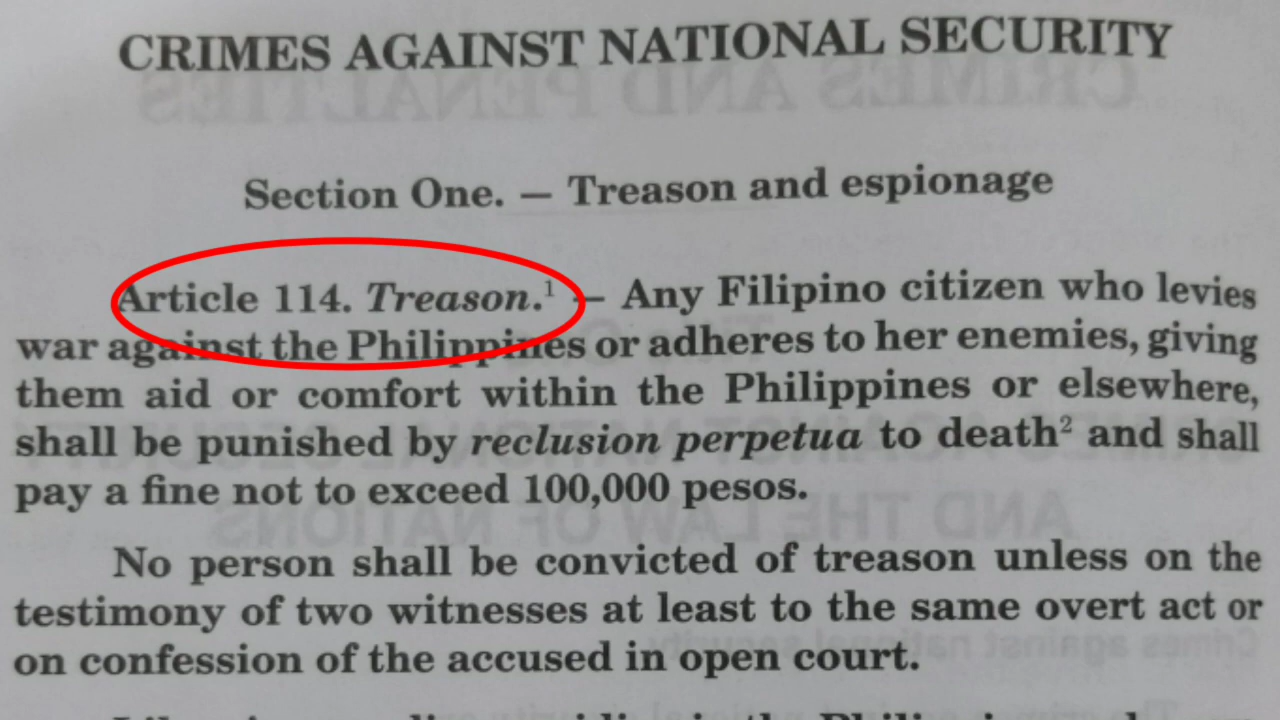 CRIMES AGAINST NATIONAL SECURITY
Section One. — Treason and espionage
Article 114. Treason.¹ — Any Filipino citizen who levies
war against the Philippines or adheres to her enemies, giving
them aid or comfort within the Philippines or elsewhere,
shall be punished by reclusion perpetua to death² and shall
pay a fine not to exceed 100,000 pesos.
No person shall be convicted of treason unless on the
testimony of two witnesses at least to the same overt act or
on confession of the accused in open court.